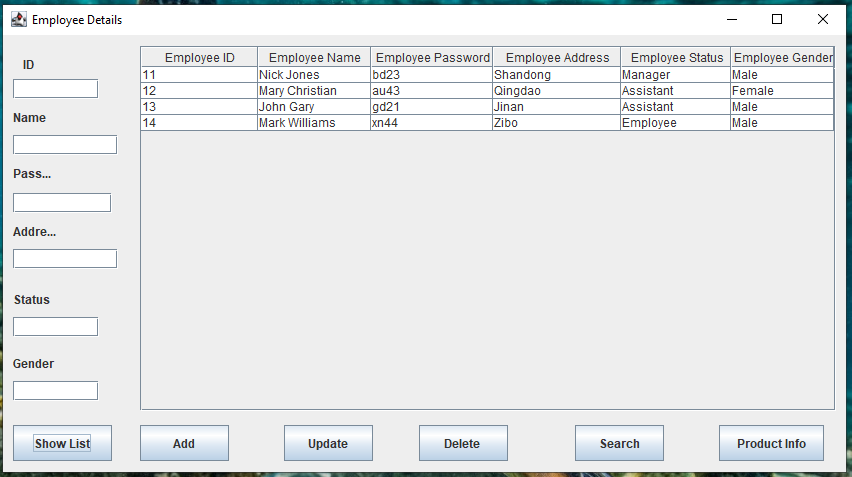 Employee Details
ID
Name
Pass...
Addre...
Status
Gender
Employee ID Employee Name Employee Password Employee Address Employee Status Employee Gender
11 Nick Jones bd23 Shandong Manager Male
12 Mary Christian au43 Qingdao Assistant Female
13 John Gary gd21 Jinan Assistant Male
14 Mark Williams xn44 Zibo Employee Male
Show List Add Update Delete Search Product Info